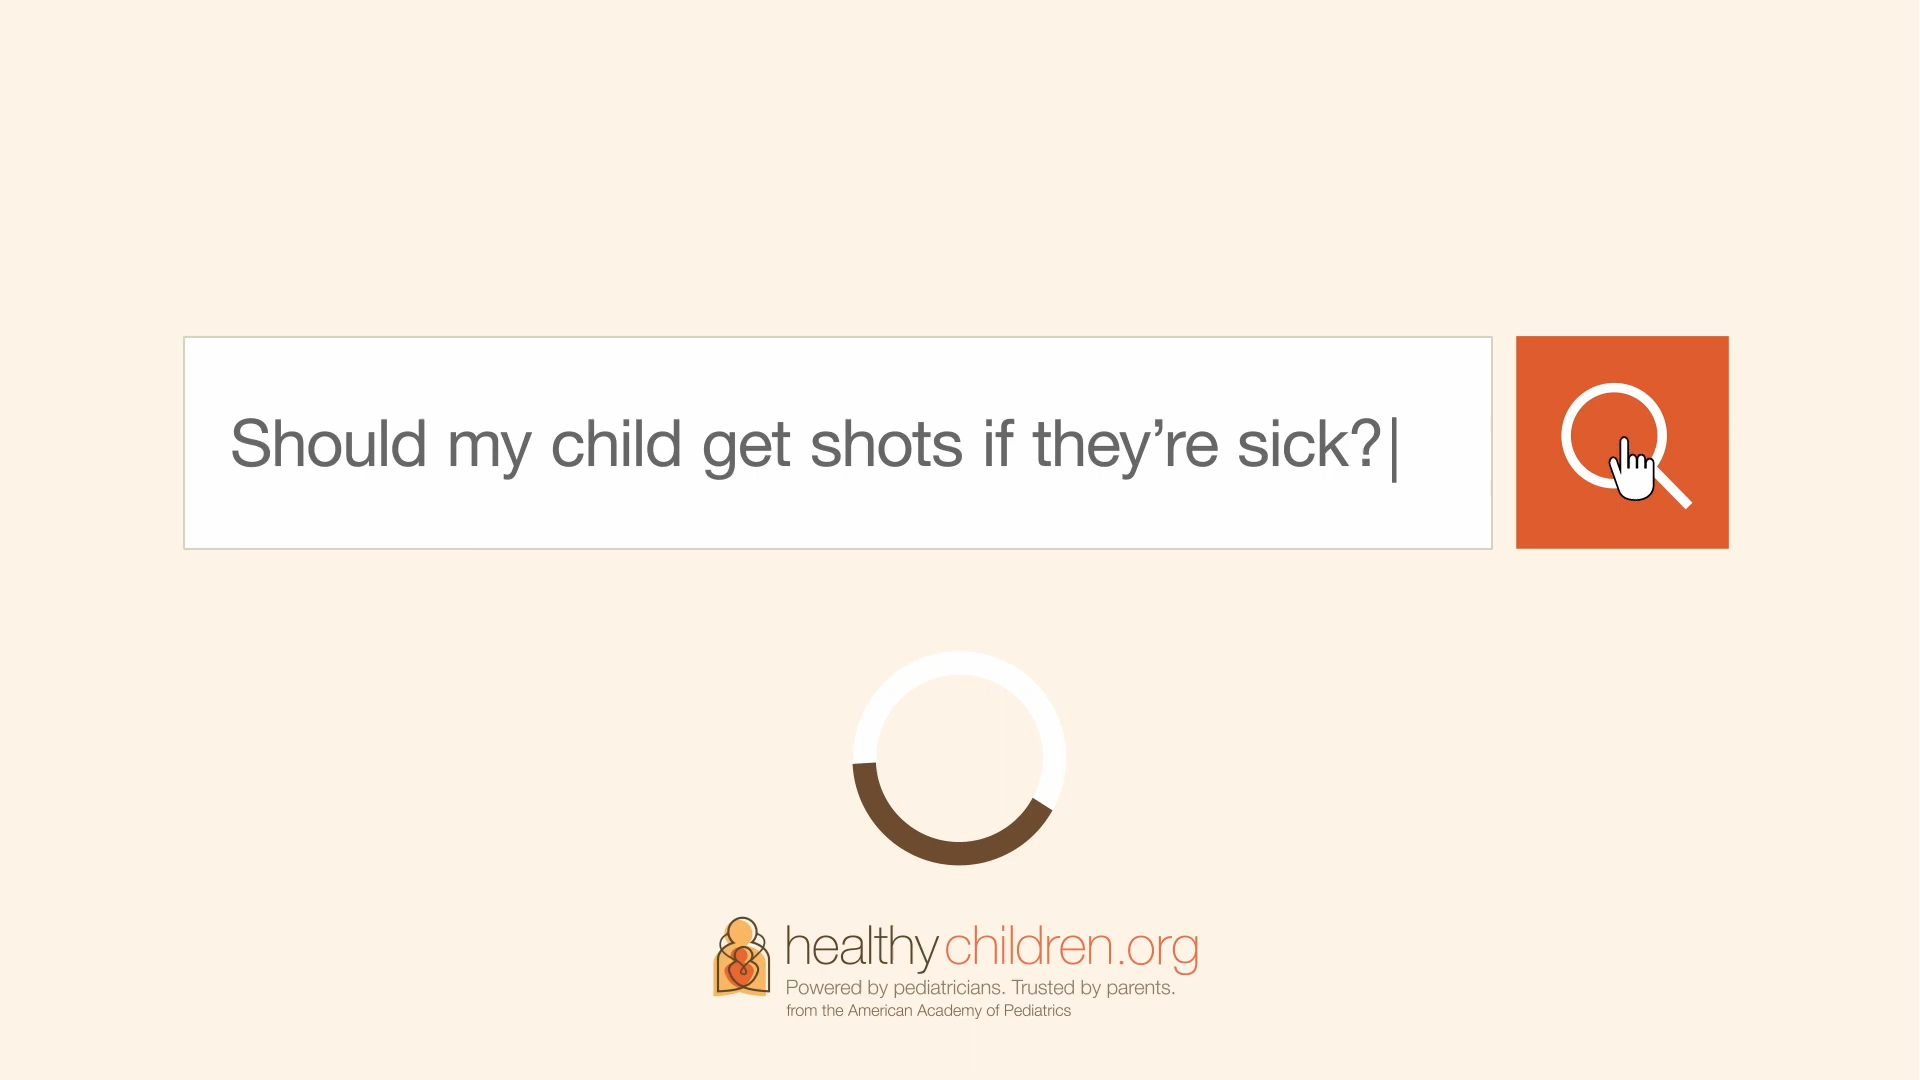 Should my child get shots if they’re sick?
healthychildren.org
Powered by pediatricians. Trusted by parents.
from the American Academy of Pediatrics